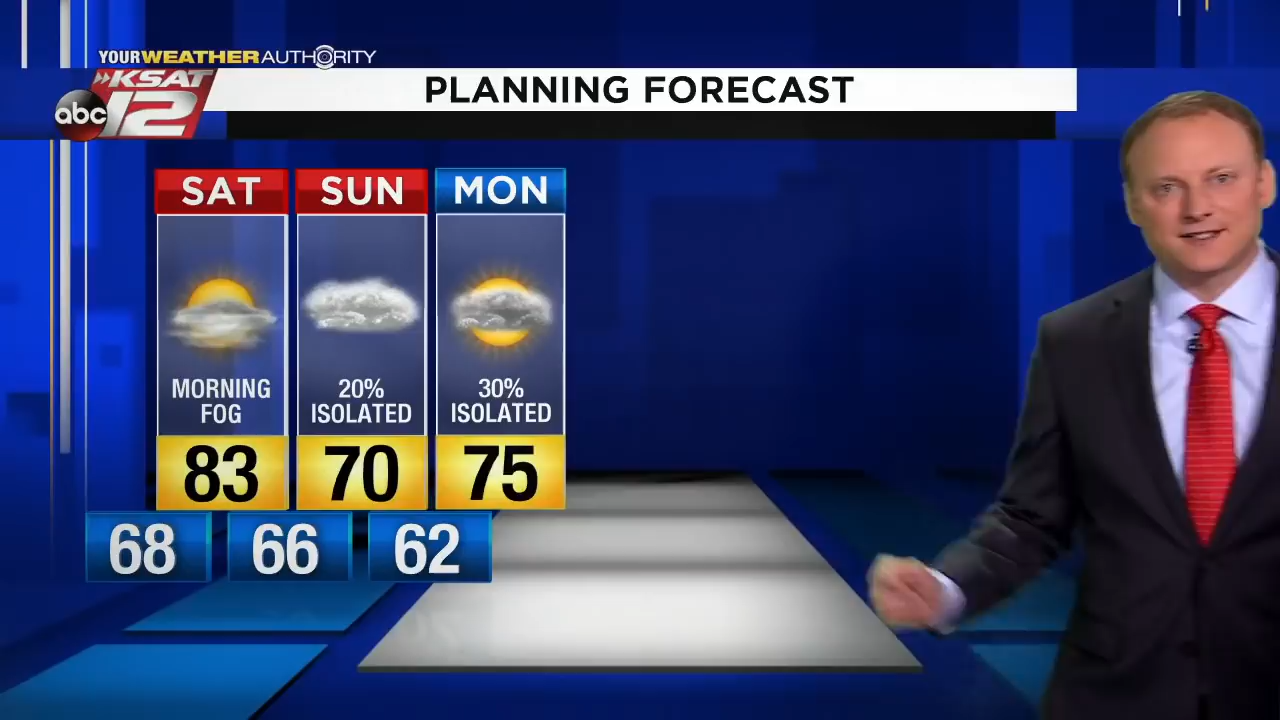 YOURWEATHERAUTHORITY
KSAT
abc 12
PLANNING FORECAST
SAT SUN MON
MORNING FOG
20% ISOLATED
30% ISOLATED
83 70 75
68 66 62